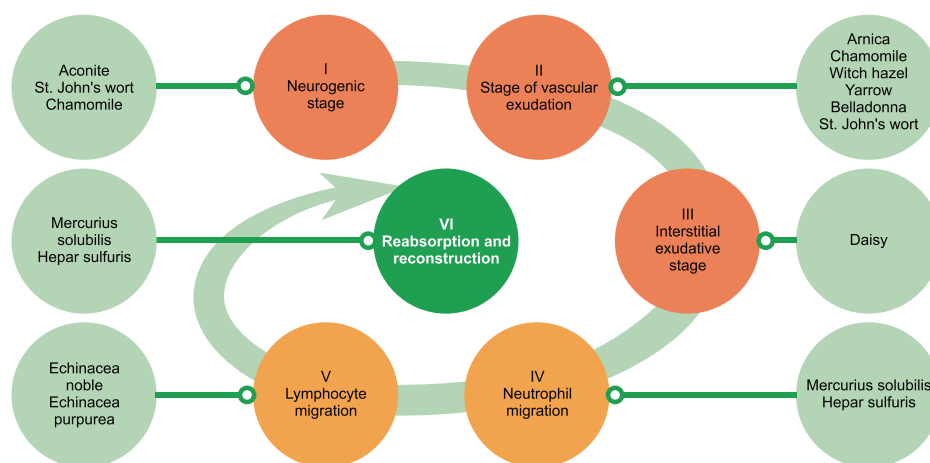 Aconite
St. John's wort
Chamomile
I
Neurogenic
stage
II
Stage of vascular
exudation
Arnica
Chamomile
Witch hazel
Yarrow
Belladonna
St. John's wort
Mercurius
solubilis
Hepar sulfuris
VI
Reabsorption and
reconstruction
III
Interstitial
exudative
stage
Daisy
Echinacea
noble
Echinacea
purpurea
V
Lymphocyte
migration
IV
Neutrophil
migration
Mercurius solubilis
Hepar sulfuris